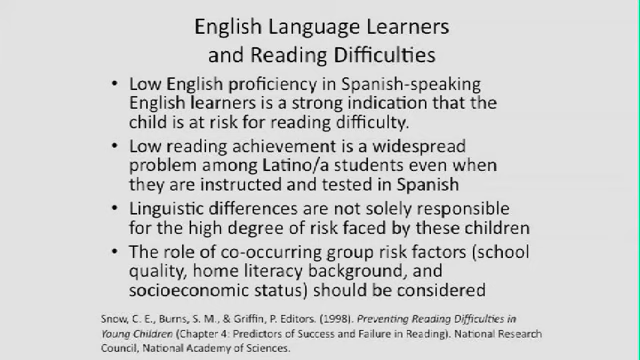 English Language Learners
and Reading Difficulties
• Low English proficiency in Spanish-speaking
English learners is a strong indication that the
child is at risk for reading difficulty.
• Low reading achievement is a widespread
problem among Latino/a students even when
they are instructed and tested in Spanish
• Linguistic differences are not solely responsible
for the high degree of risk faced by these children
• The role of co-occurring group risk factors (school
quality, home literacy background, and
socioeconomic status) should be considered
Snow, C. E., Burns, S. M., & Griffin, P. Editors. (1998). Preventing Reading Difficulties in
Young Children (Chapter 4: Predictors of Success and Failure in Reading). National Research
Council, National Academy of Sciences.